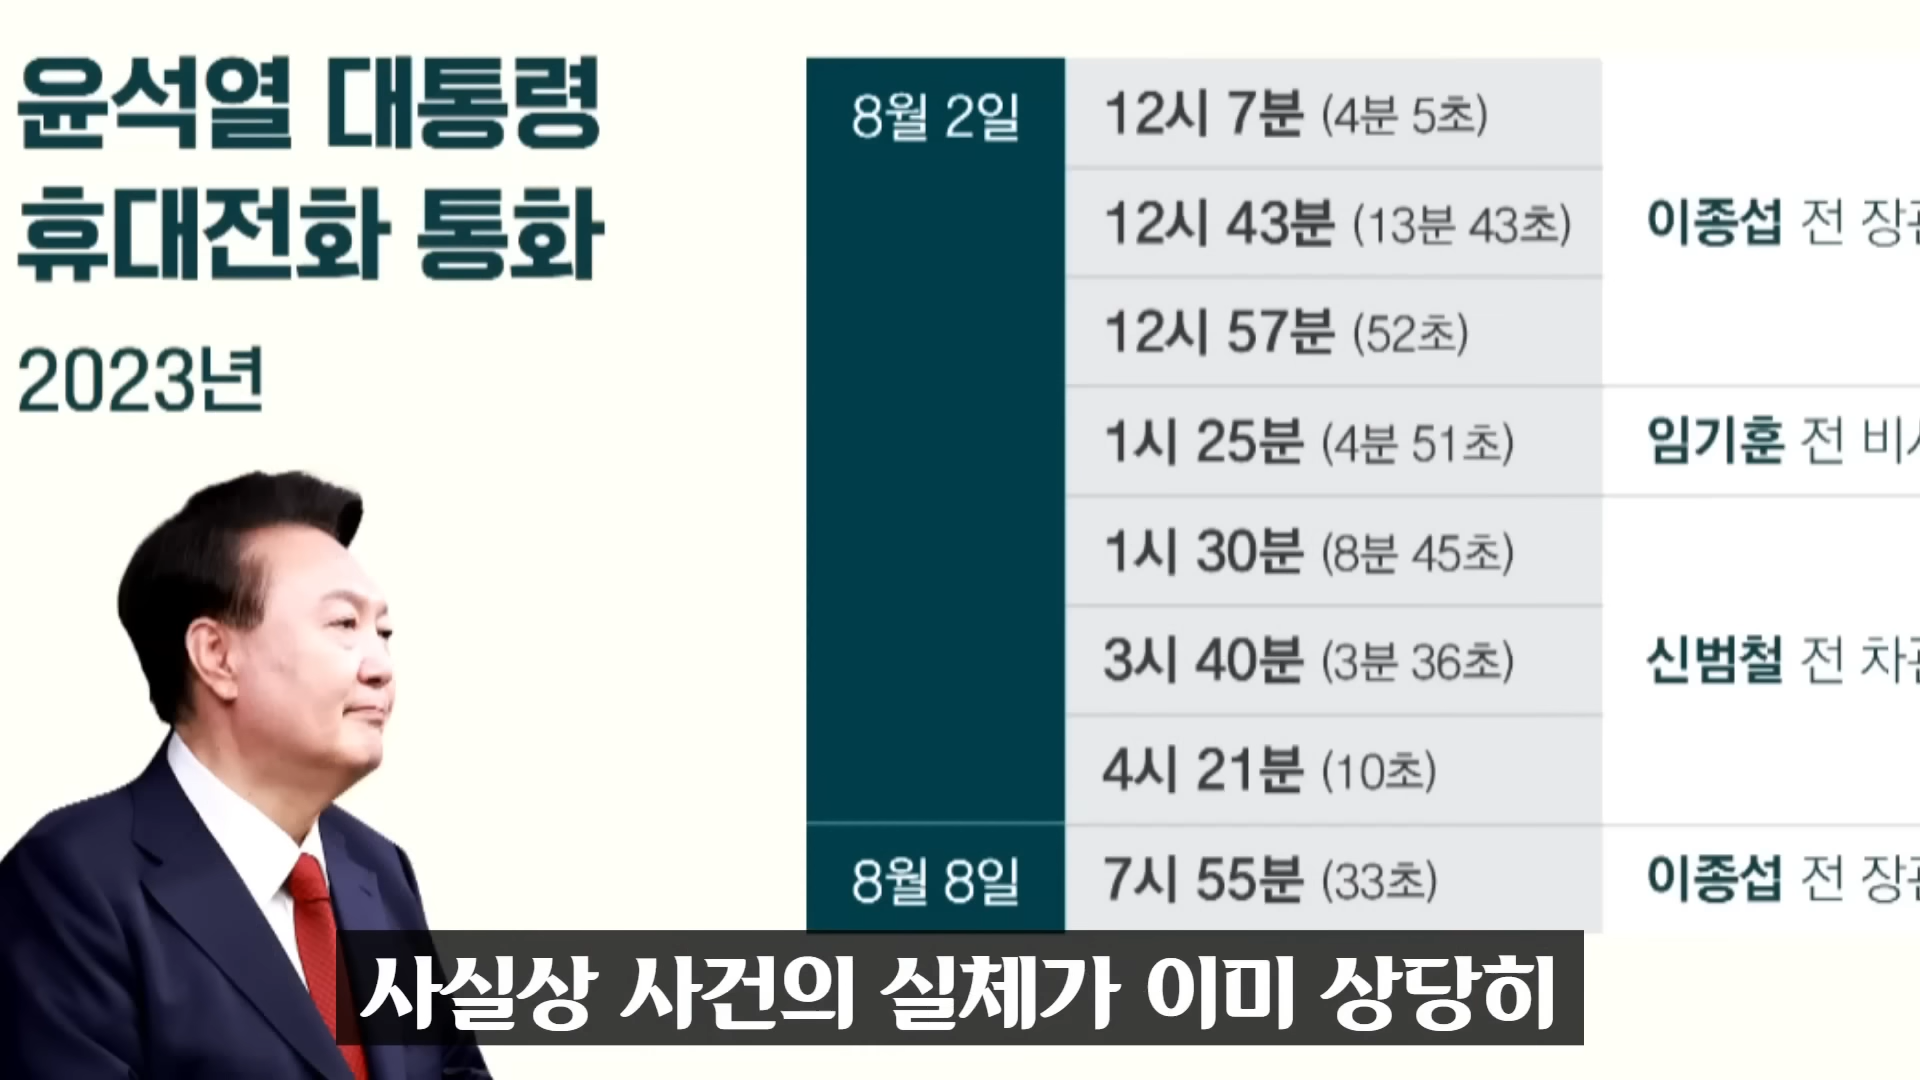 윤석열 대통령
휴대전화 통화
2023년
8월 2일
12시 7분 (4분 5초)
12시 43분 (13분 43초)
이종섭 전
12시 57분 (52초)
1시 25분 (4분 51초)
임기훈 전
1시 30분 (8분 45초)
3시 40분 (3분 36초)
신범철 전
4시 21분 (10초)
8월 8일
7시 55분 (33초)
이종섭 전
사실상 사건의 실체가 이미 상당히